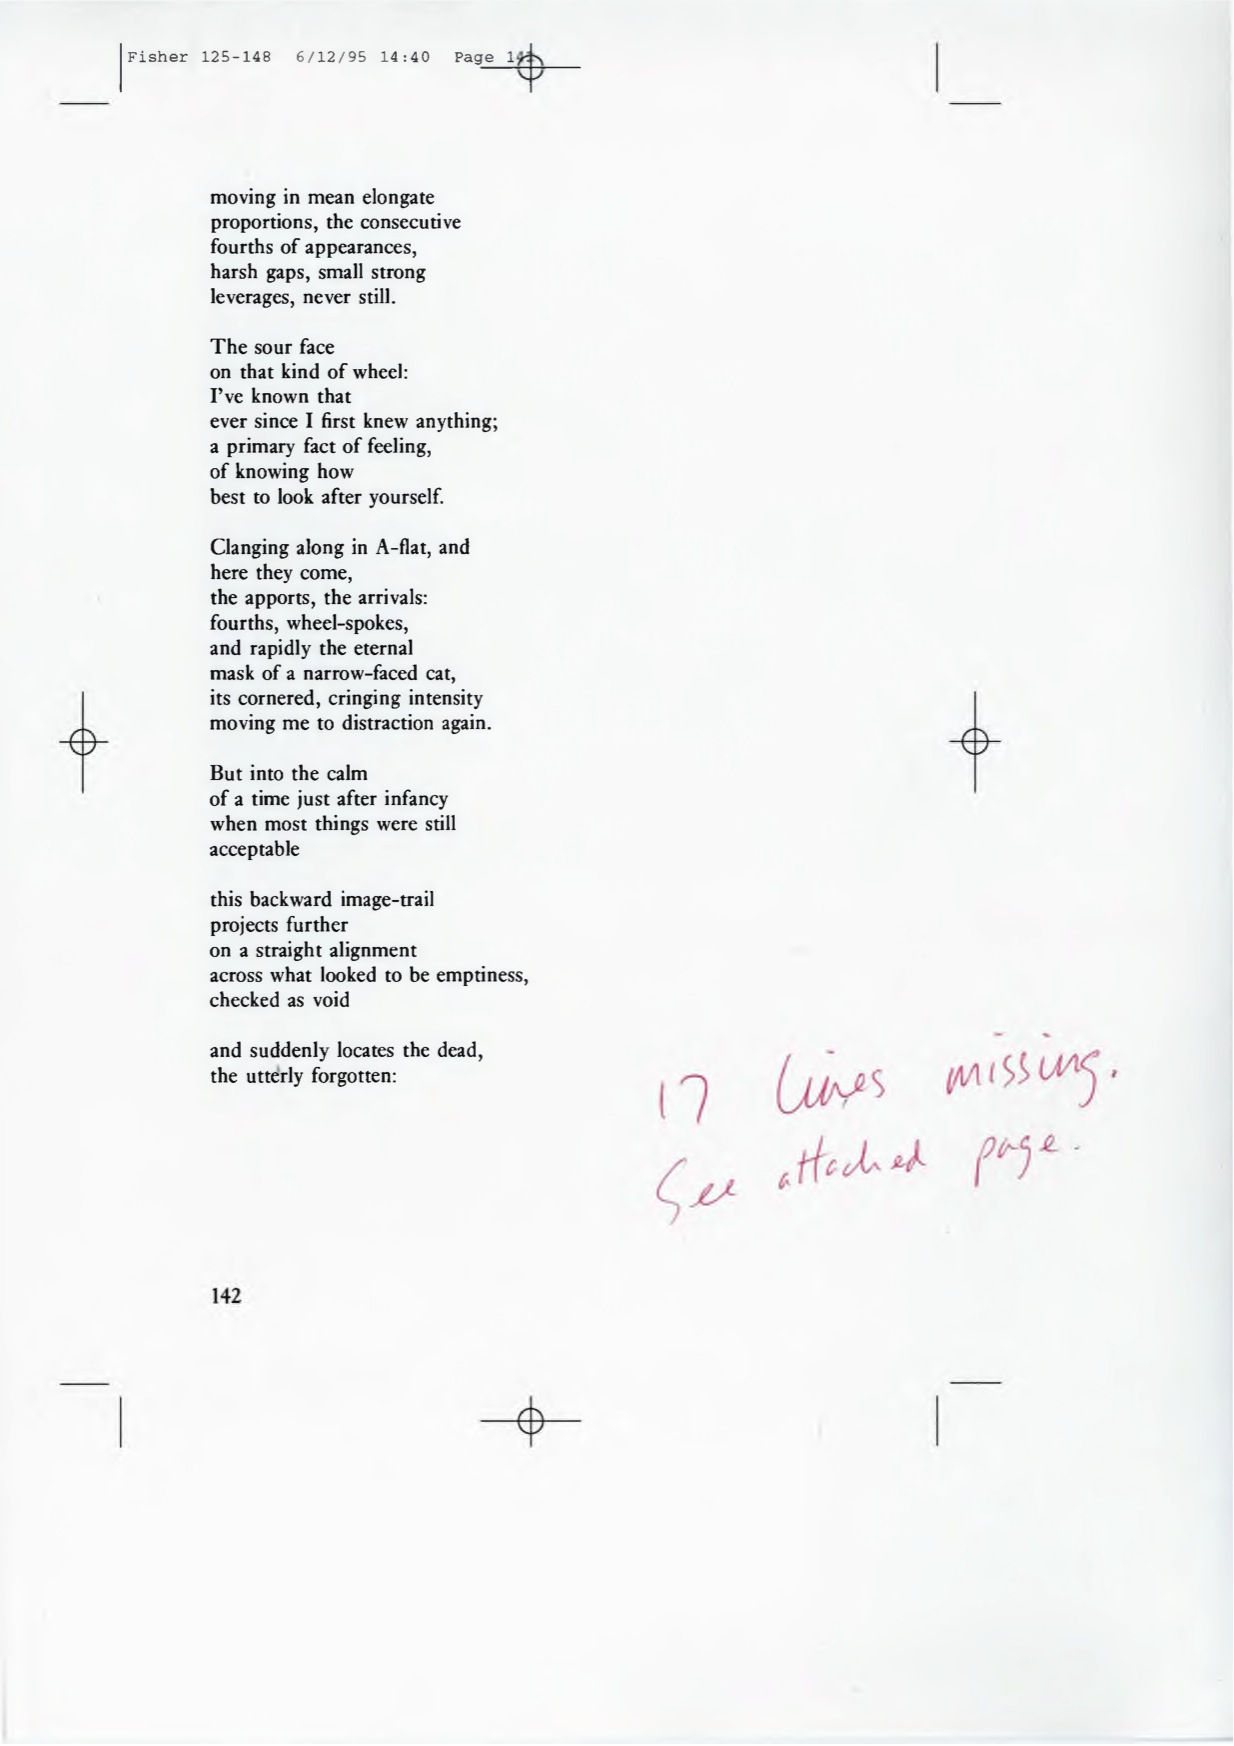 Fisher 125-148 6/12/95 14:40 Page
moving in mean elongate
proportions, the consecutive
fourths of appearances,
harsh gaps, small strong
leverages, never still.
The sour face
on that kind of wheel:
I've known that
ever since I first knew anything;
a primary fact of feeling,
of knowing how
best to look after yourself.
Clanging along in A-flat, and
here they come,
the apports, the arrivals:
fourths, wheel-spokes,
and rapidly the eternal
mask of a narrow-faced cat,
its cornered, cringing intensity
moving me to distraction again.
But into the calm
of a time just after infancy
when most things were still
acceptable
this backward image-trail
projects further
on a straight alignment
across what looked to be emptiness,
checked as void
and suddenly locates the dead,
the utterly forgotten:
17 lines missing.
See attached page.
142